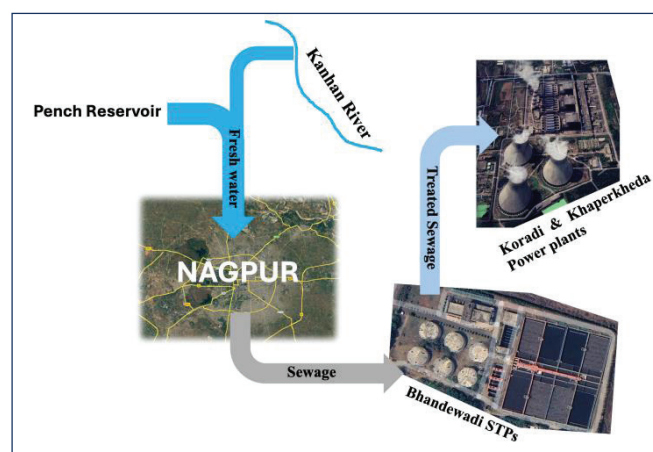 Kanhan River
Pench Reservoir
Fresh water
NAGPUR
Sewage
Treated Sewage
Koradi & Khaperkheda
Power plants
Bhandewadi STPs